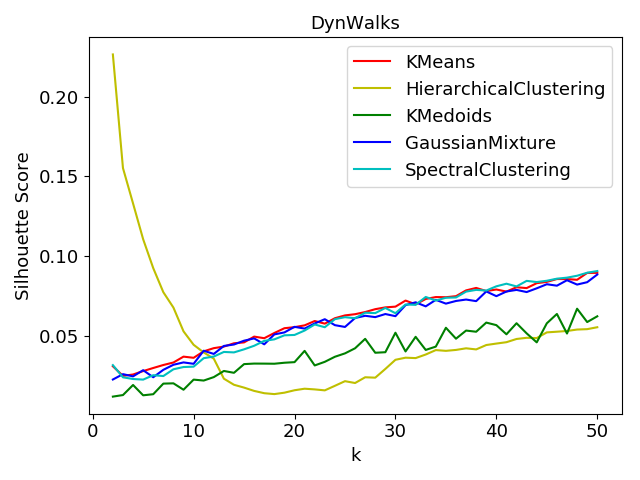 DynWalks
Silhouette Score
0.20
0.15
0.10
0.05
KMeans
HierarchicalClustering
KMedoids
GaussianMixture
SpectralClustering
0 10 20 30 40 50
k